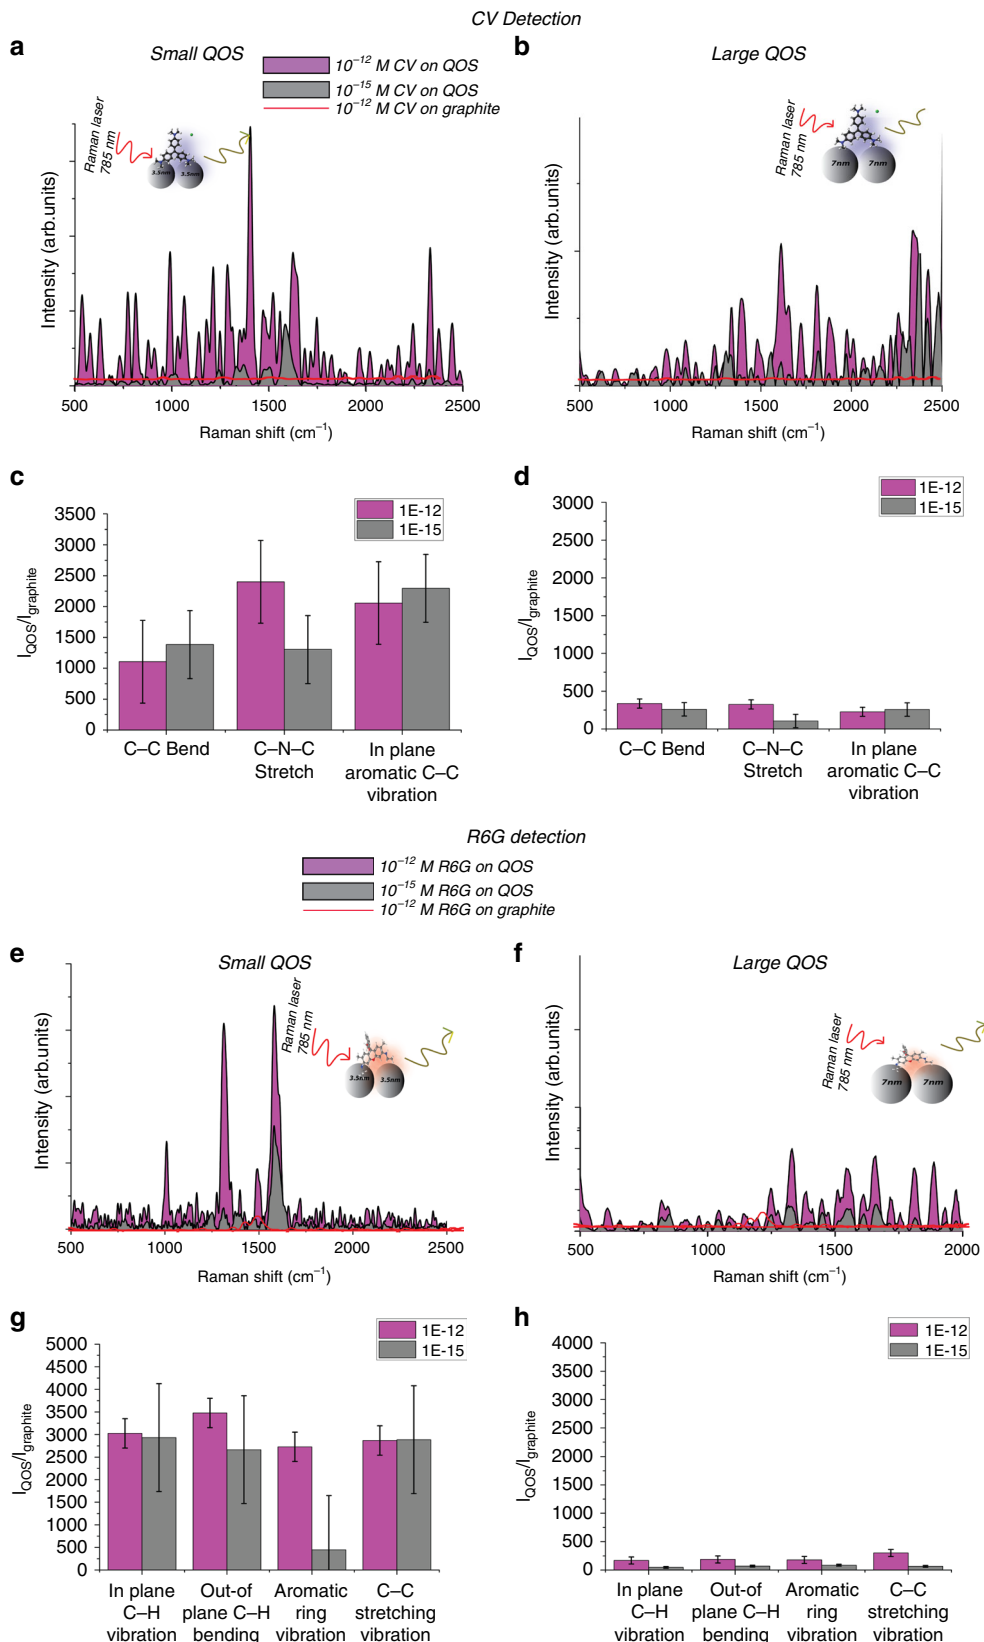 CV Detection
a
Small QOS
10⁻¹² M CV on QOS
10⁻¹⁵ M CV on QOS
10⁻¹² M CV on graphite
Raman laser
785 nm
3.5nm 3.5nm
Intensity (arb.units)
500 1000 1500 2000 2500
Raman shift (cm⁻¹)
b
Large QOS
Raman laser
785 nm
7nm 7nm
Intensity (arb.units)
500 1000 1500 2000 2500
Raman shift (cm⁻¹)
c
1E-12
1E-15
I_QOS/I_graphite
3500
3000
2500
2000
1500
1000
500
0
C–C Bend
C–N–C
Stretch
In plane
aromatic C–C
vibration
d
1E-12
1E-15
I_QOS/I_graphite
3000
2500
2000
1500
1000
500
0
C–C Bend
C–N–C
Stretch
In plane
aromatic C–C
vibration
R6G detection
10⁻¹² M R6G on QOS
10⁻¹⁵ M R6G on QOS
10⁻¹² M R6G on graphite
e
Small QOS
Raman laser
785 nm
3.5nm 3.5nm
Intensity (arb.units)
500 1000 1500 2000 2500
Raman shift (cm⁻¹)
f
Large QOS
Raman laser
785 nm
7nm 7nm
Intensity (arb.units)
500 1000 1500 2000
Raman shift (cm⁻¹)
g
1E-12
1E-15
I_QOS/I_graphite
5000
4500
4000
3500
3000
2500
2000
1500
1000
500
0
In plane
C–H
vibration
Out-of
plane C–H
bending
Aromatic
ring
vibration
C–C
stretching
vibration
h
1E-12
1E-15
I_QOS/I_graphite
4000
3500
3000
2500
2000
1500
1000
500
0
In plane
C–H
vibration
Out-of
plane C–H
bending
Aromatic
ring
vibration
C–C
stretching
vibration